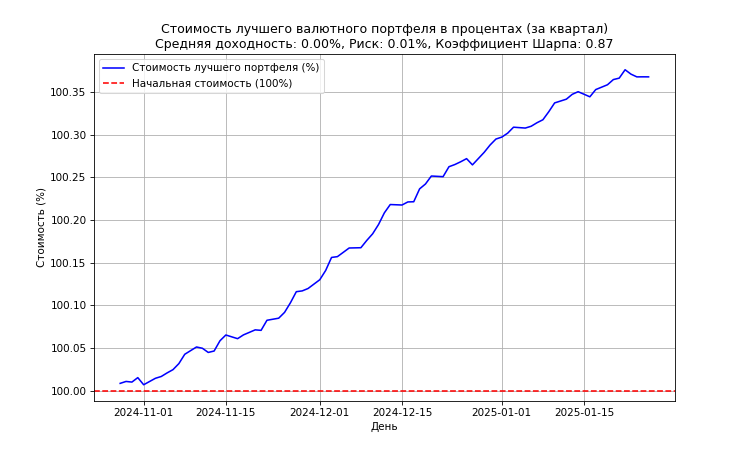 Стоимость лучшего валютного портфеля в процентах (за квартал)
Средняя доходность: 0.00%, Риск: 0.01%, Коэффициент Шарпа: 0.87
Стоимость лучшего портфеля (%)
Начальная стоимость (100%)
Стоимость (%)
100.35
100.30
100.25
100.20
100.15
100.10
100.05
100.00
2024-11-01
2024-11-15
2024-12-01
2024-12-15
2025-01-01
2025-01-15
День